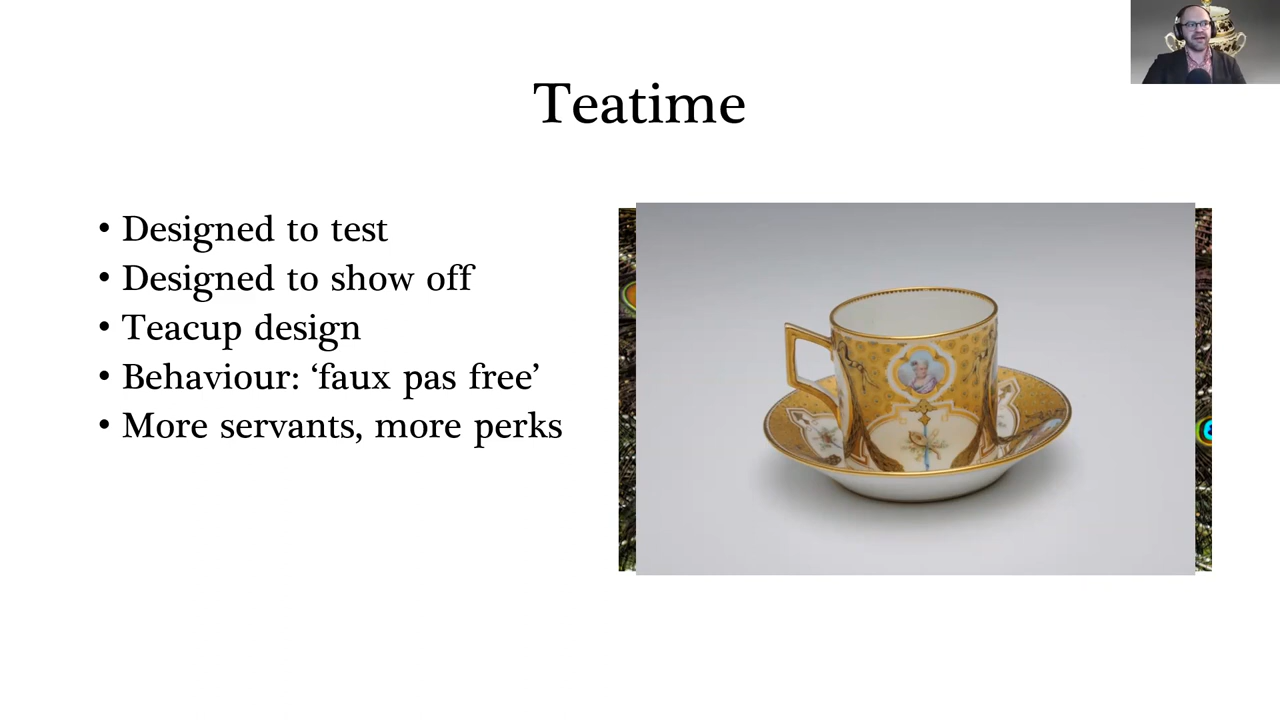 Teatime
• Designed to test
• Designed to show off
• Teacup design
• Behaviour: ‘faux pas free’
• More servants, more perks